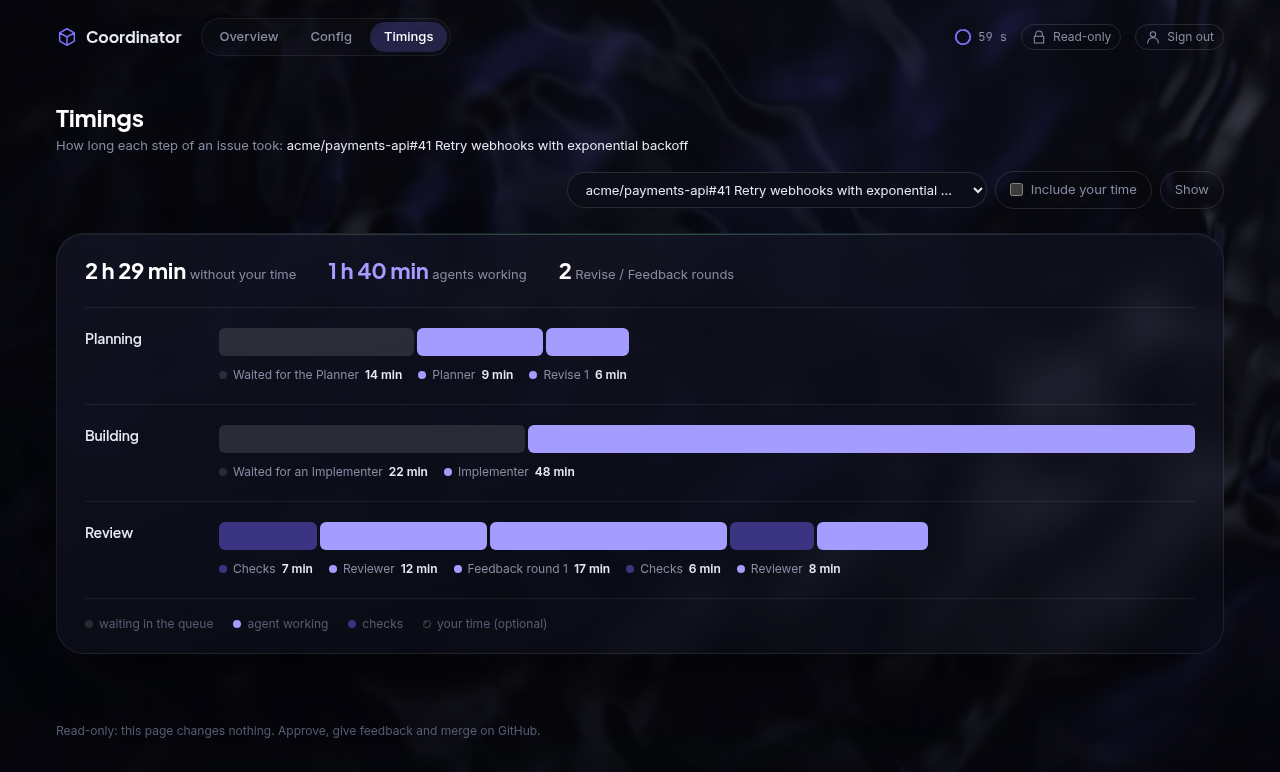 Coordinator
Overview
Config
Timings
59 s
Read-only
Sign out
Timings
How long each step of an issue took: acme/payments-api#41 Retry webhooks with exponential backoff
acme/payments-api#41 Retry webhooks with exponential ...
Include your time
Show
2 h 29 min without your time
1 h 40 min agents working
2 Revise / Feedback rounds
Planning
Waited for the Planner 14 min
Planner 9 min
Revise 1 6 min
Building
Waited for an Implementer 22 min
Implementer 48 min
Review
Checks 7 min
Reviewer 12 min
Feedback round 1 17 min
Checks 6 min
Reviewer 8 min
waiting in the queue
agent working
checks
your time (optional)
Read-only: this page changes nothing. Approve, give feedback and merge on GitHub.